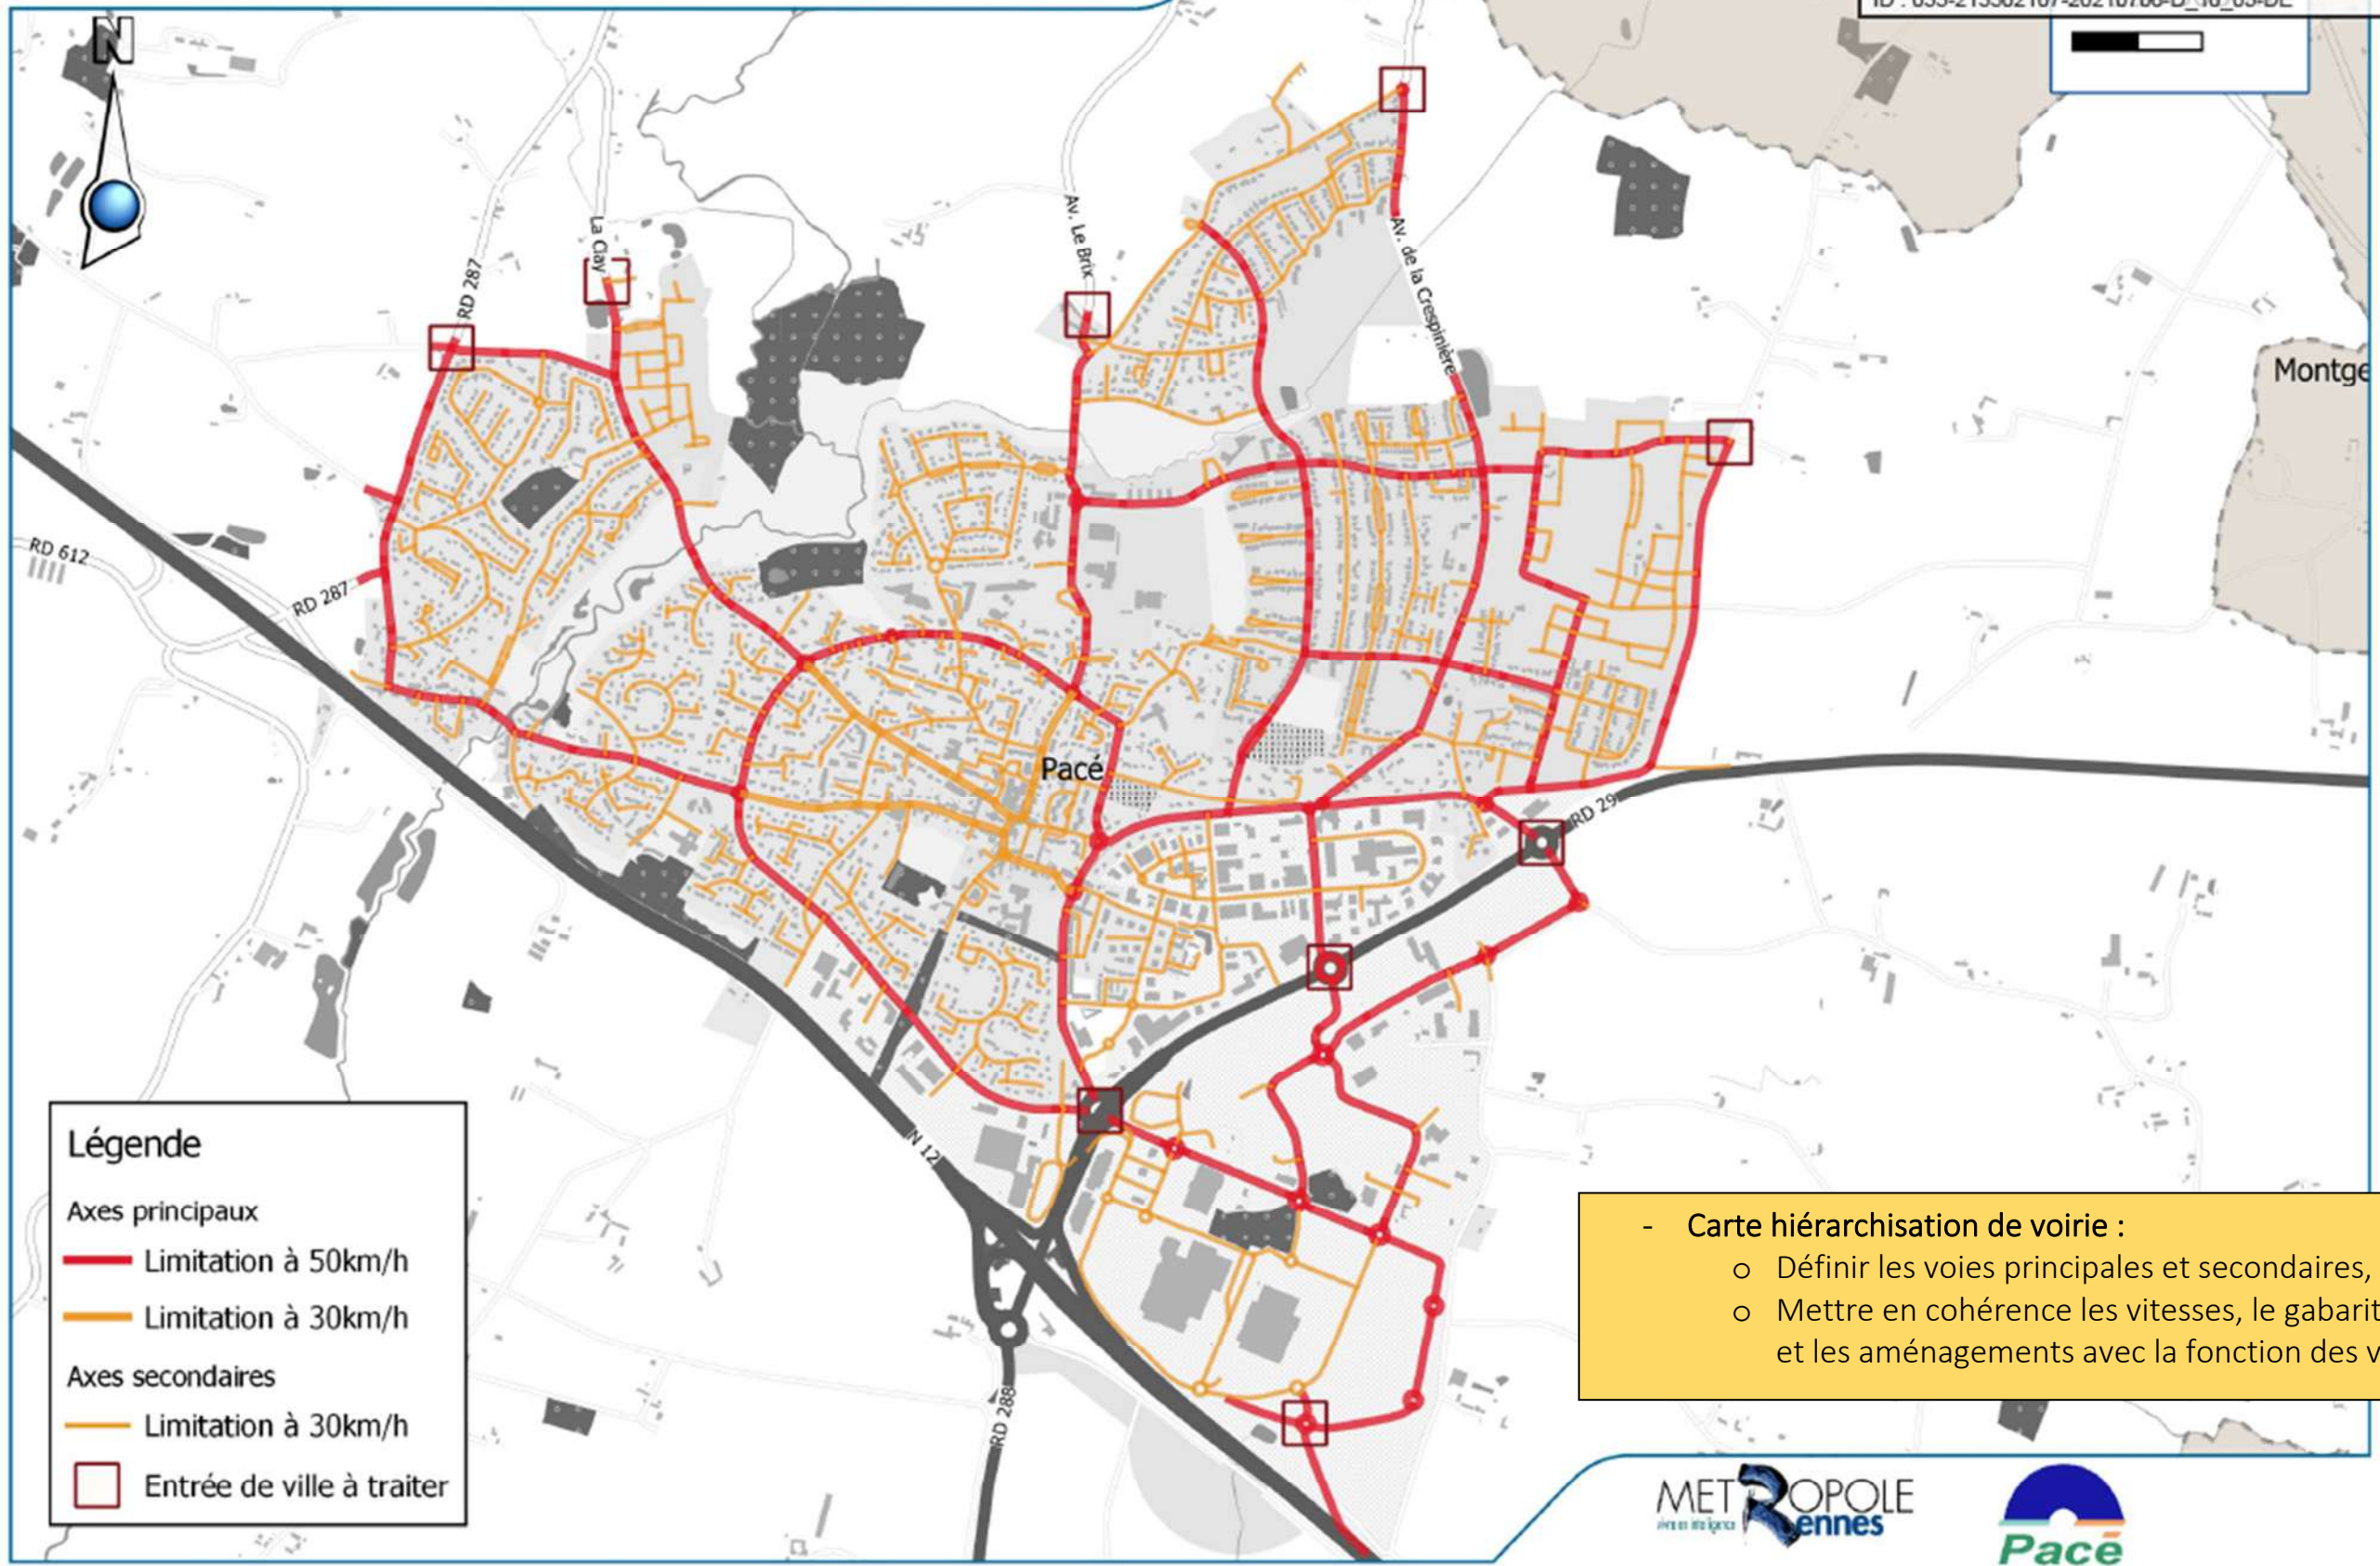 N
La Clay
RD 287
Av. Le Brix
Av. de la Crespinière
Montge
RD 612
RD 287
Pacé
RD 29
N 12
RD 288
Légende
Axes principaux
Limitation à 50km/h
Limitation à 30km/h
Axes secondaires
Limitation à 30km/h
Entrée de ville à traiter
- Carte hiérarchisation de voirie :
o Définir les voies principales et secondaires,
o Mettre en cohérence les vitesses, le gabarit
et les aménagements avec la fonction des v
METROPOLE
Rennes
Pacé